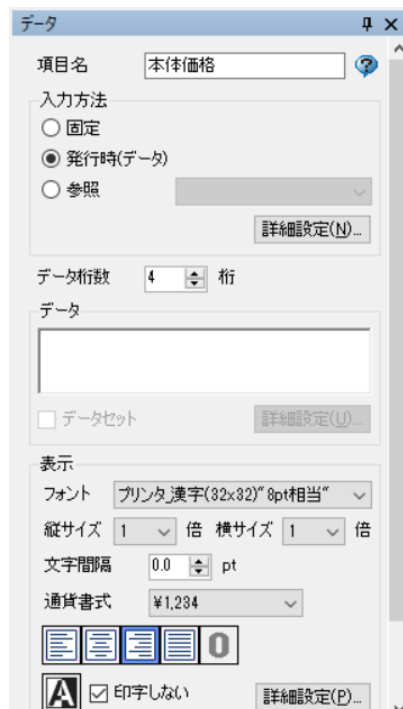 データ
項目名 本体価格
入力方法
固定
発行時(データ)
参照
詳細設定(N)...
データ桁数 4 桁
データ
データセット 詳細設定(U)...
表示
フォント プリンタ漢字(32x32)"8pt相当"
縦サイズ 1 倍 横サイズ 1 倍
文字間隔 0.0 pt
通貨書式 ¥1,234
0
A 印字しない 詳細設定(P)...